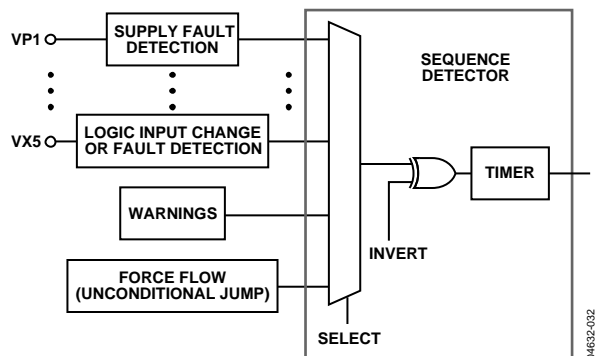 VP1
SUPPLY FAULT
DETECTION
SEQUENCE
DETECTOR
VX5
LOGIC INPUT CHANGE
OR FAULT DETECTION
TIMER
WARNINGS
INVERT
FORCE FLOW
(UNCONDITIONAL JUMP)
SELECT
04632-032